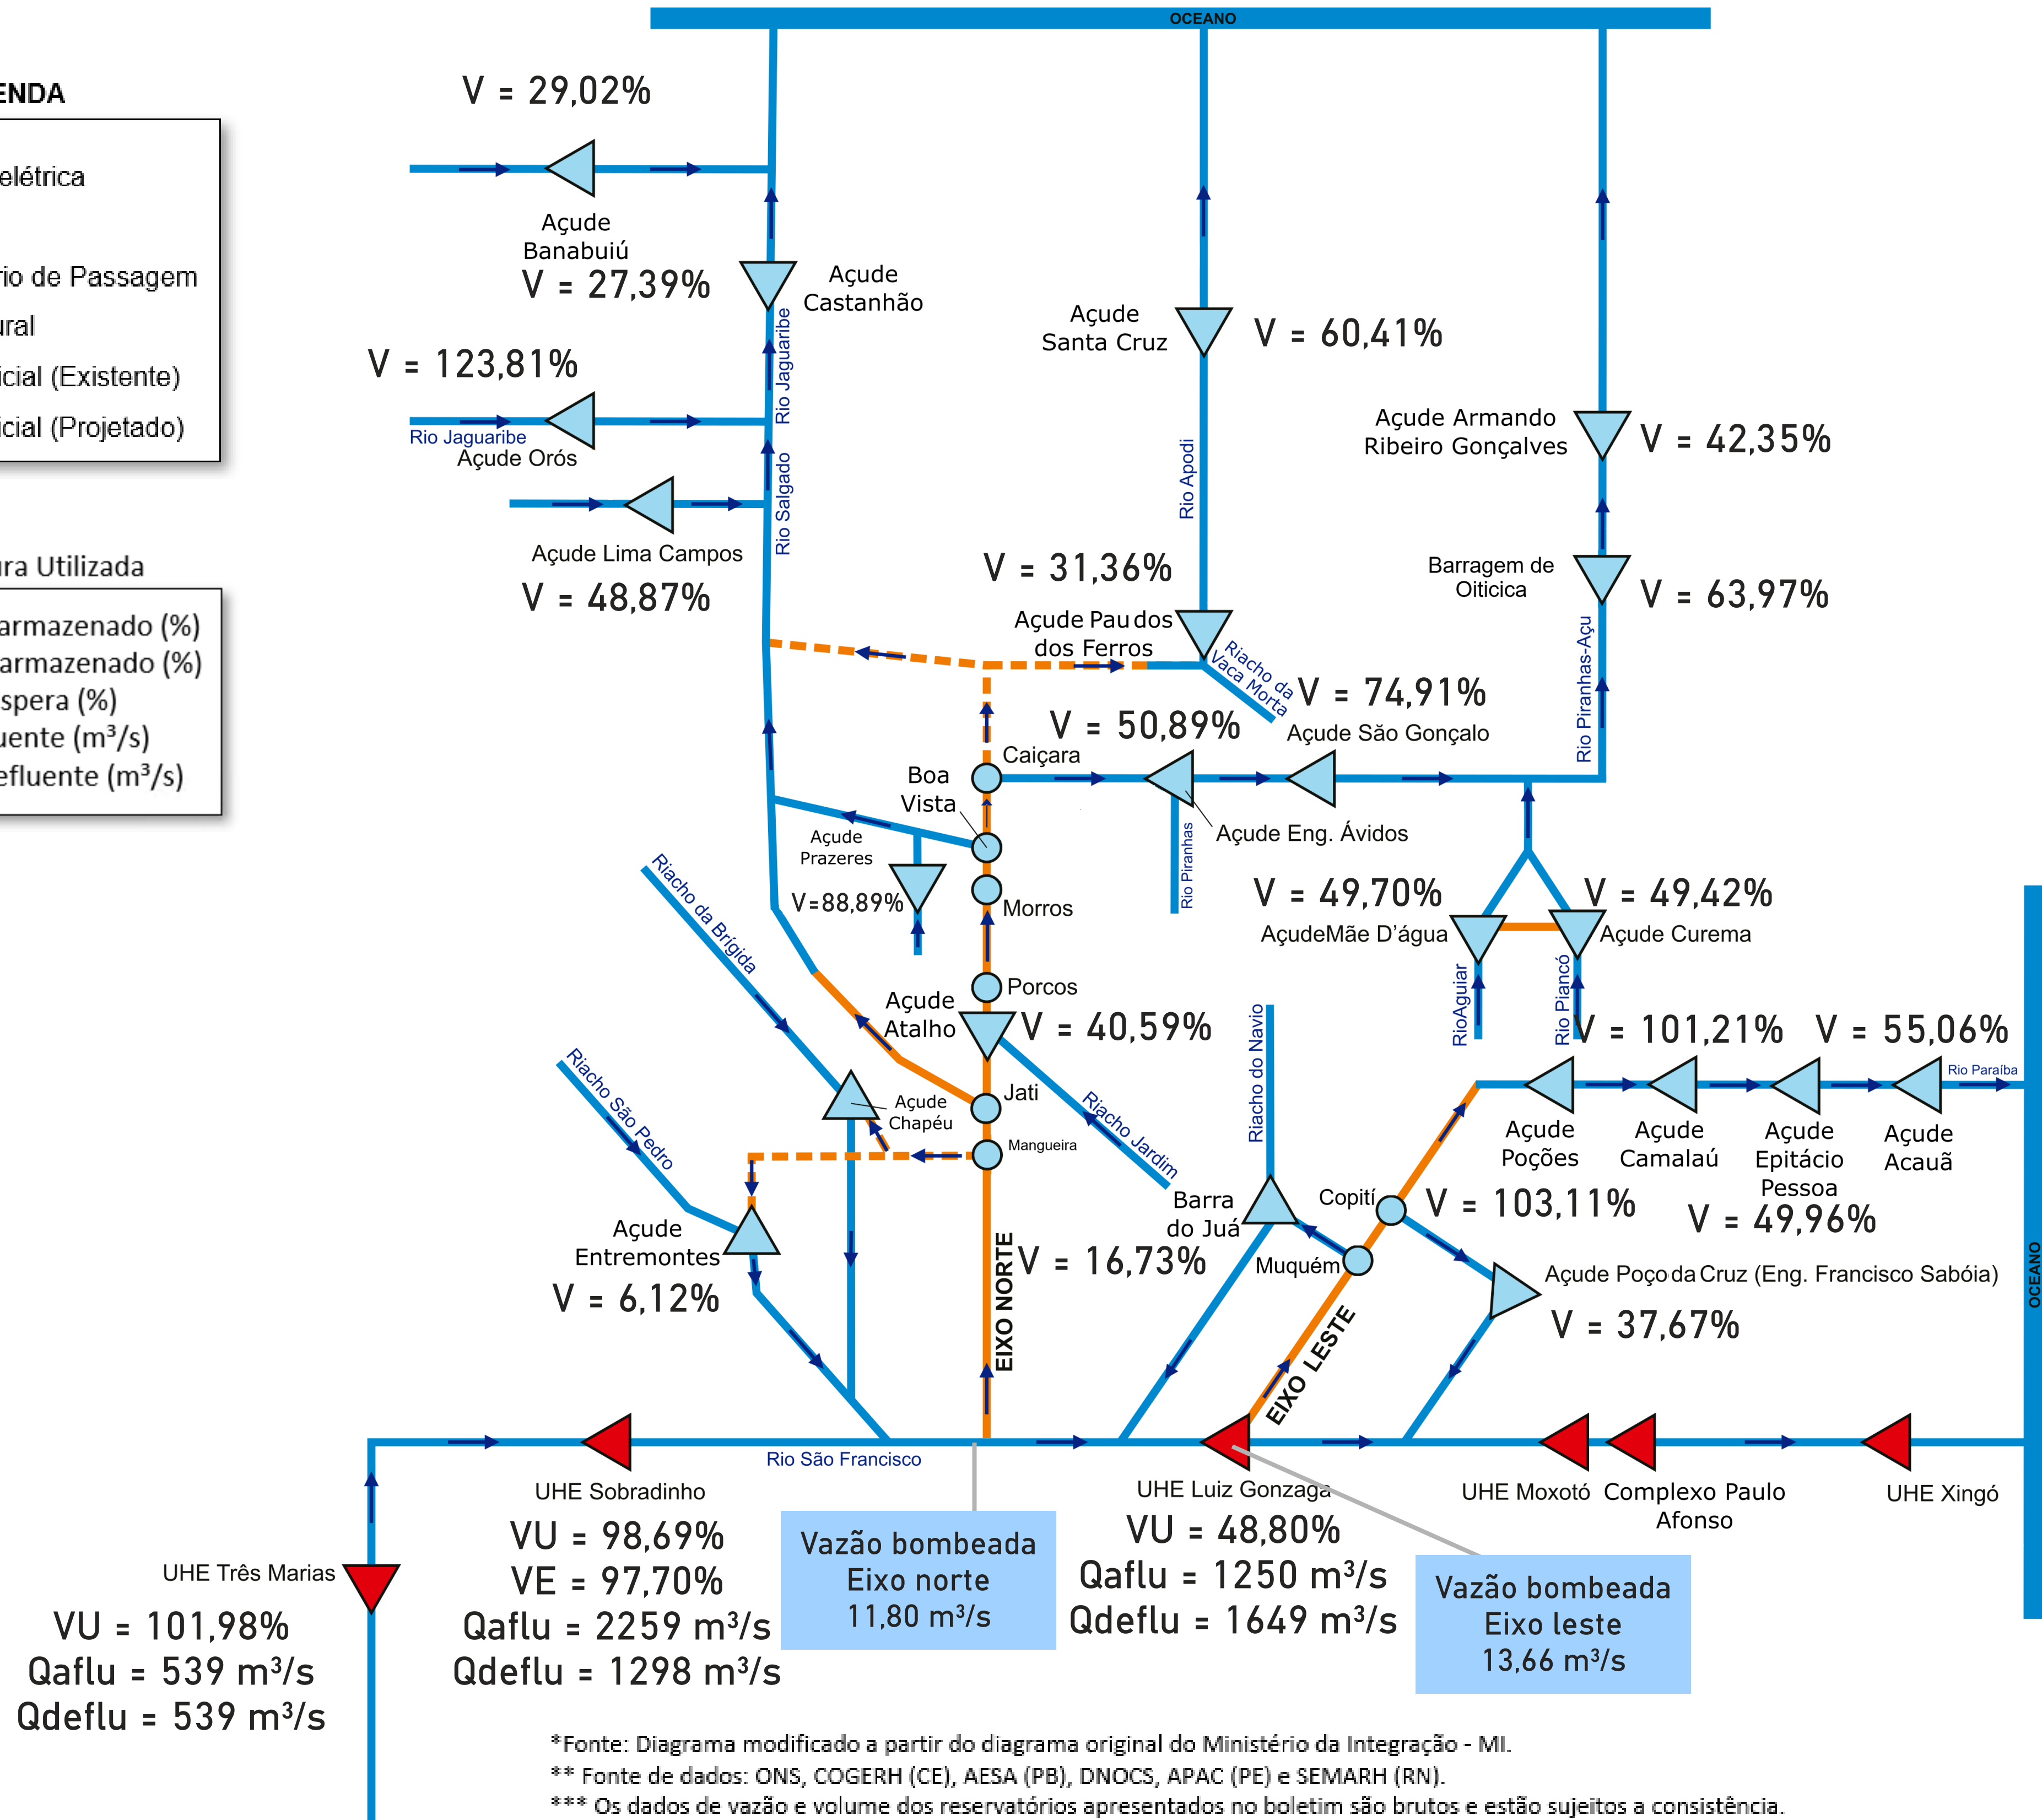 OCEANO
ENDA
elétrica
rio de Passagem
ural
icial (Existente)
icial (Projetado)
ura Utilizada
armazenado (%)
armazenado (%)
spera (%)
uente (m³/s)
efluente (m³/s)
V = 29,02%
Açude
Banabuiú
V = 27,39%
Açude
Castanhão
V = 123,81%
Rio Jaguaribe
Açude Orós
Rio Jaguaribe
Rio Salgado
Açude Lima Campos
V = 48,87%
Açude
Santa Cruz
V = 60,41%
Rio Apodi
Açude Armando
Ribeiro Gonçalves
V = 42,35%
Barragem de
Oiticica
V = 63,97%
Rio Piranhas-Açu
V = 31,36%
Açude Pau dos
dos Ferros
Riacho da
Vaca Morta
V = 74,91%
Açude São Gonçalo
V = 50,89%
Caiçara
Boa
Vista
Açude Eng. Ávidos
Rio Piranhas
Açude
Prazeres
V=88,89%
Morros
Riacho da Brígida
V = 49,70%
AçudeMãe D'água
V = 49,42%
Açude Curema
RioAguiar
Rio Piancó
Porcos
Açude
Atalho
V = 40,59%
Riacho São Pedro
Açude
Chapéu
Jati
Mangueira
Riacho Jardim
Riacho do Navio
V = 101,21%
V = 55,06%
Rio Paraíba
Açude
Poções
Açude
Camalaú
Açude
Epitácio
Pessoa
Açude
Acauã
V = 103,11%
V = 49,96%
Barra
do Juá
Copití
Muquém
V = 16,73%
Açude
Entremontes
V = 6,12%
EIXO NORTE
EIXO LESTE
Açude Poço da Cruz (Eng. Francisco Sabóia)
V = 37,67%
OCEANO
Rio São Francisco
UHE Sobradinho
VU = 98,69%
VE = 97,70%
Qaflu = 2259 m³/s
Qdeflu = 1298 m³/s
Vazão bombeada
Eixo norte
11,80 m³/s
UHE Luiz Gonzaga
VU = 48,80%
Qaflu = 1250 m³/s
Qdeflu = 1649 m³/s
Vazão bombeada
Eixo leste
13,66 m³/s
UHE Moxotó
Complexo Paulo
Afonso
UHE Xingó
UHE Três Marias
VU = 101,98%
Qaflu = 539 m³/s
Qdeflu = 539 m³/s
*Fonte: Diagrama modificado a partir do diagrama original do Ministério da Integração - MI.
** Fonte de dados: ONS, COGERH (CE), AESA (PB), DNOCS, APAC (PE) e SEMARH (RN).
*** Os dados de vazão e volume dos reservatórios apresentados no boletim são brutos e estão sujeitos a consistência.